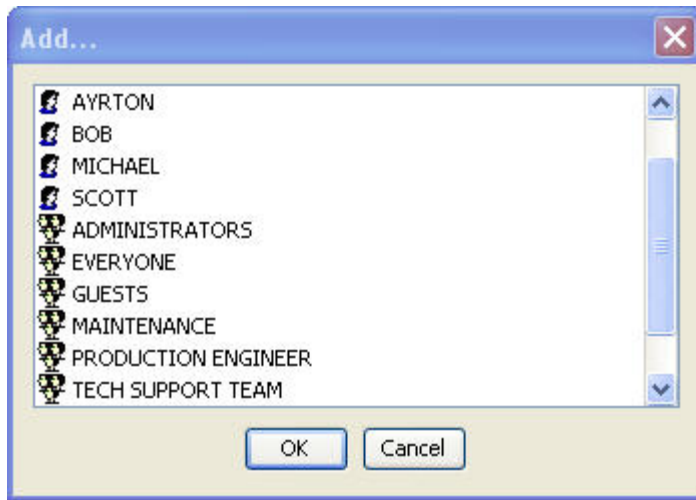 Add...
AYRTON
BOB
MICHAEL
SCOTT
ADMINISTRATORS
EVERYONE
GUESTS
MAINTENANCE
PRODUCTION ENGINEER
TECH SUPPORT TEAM
OK Cancel